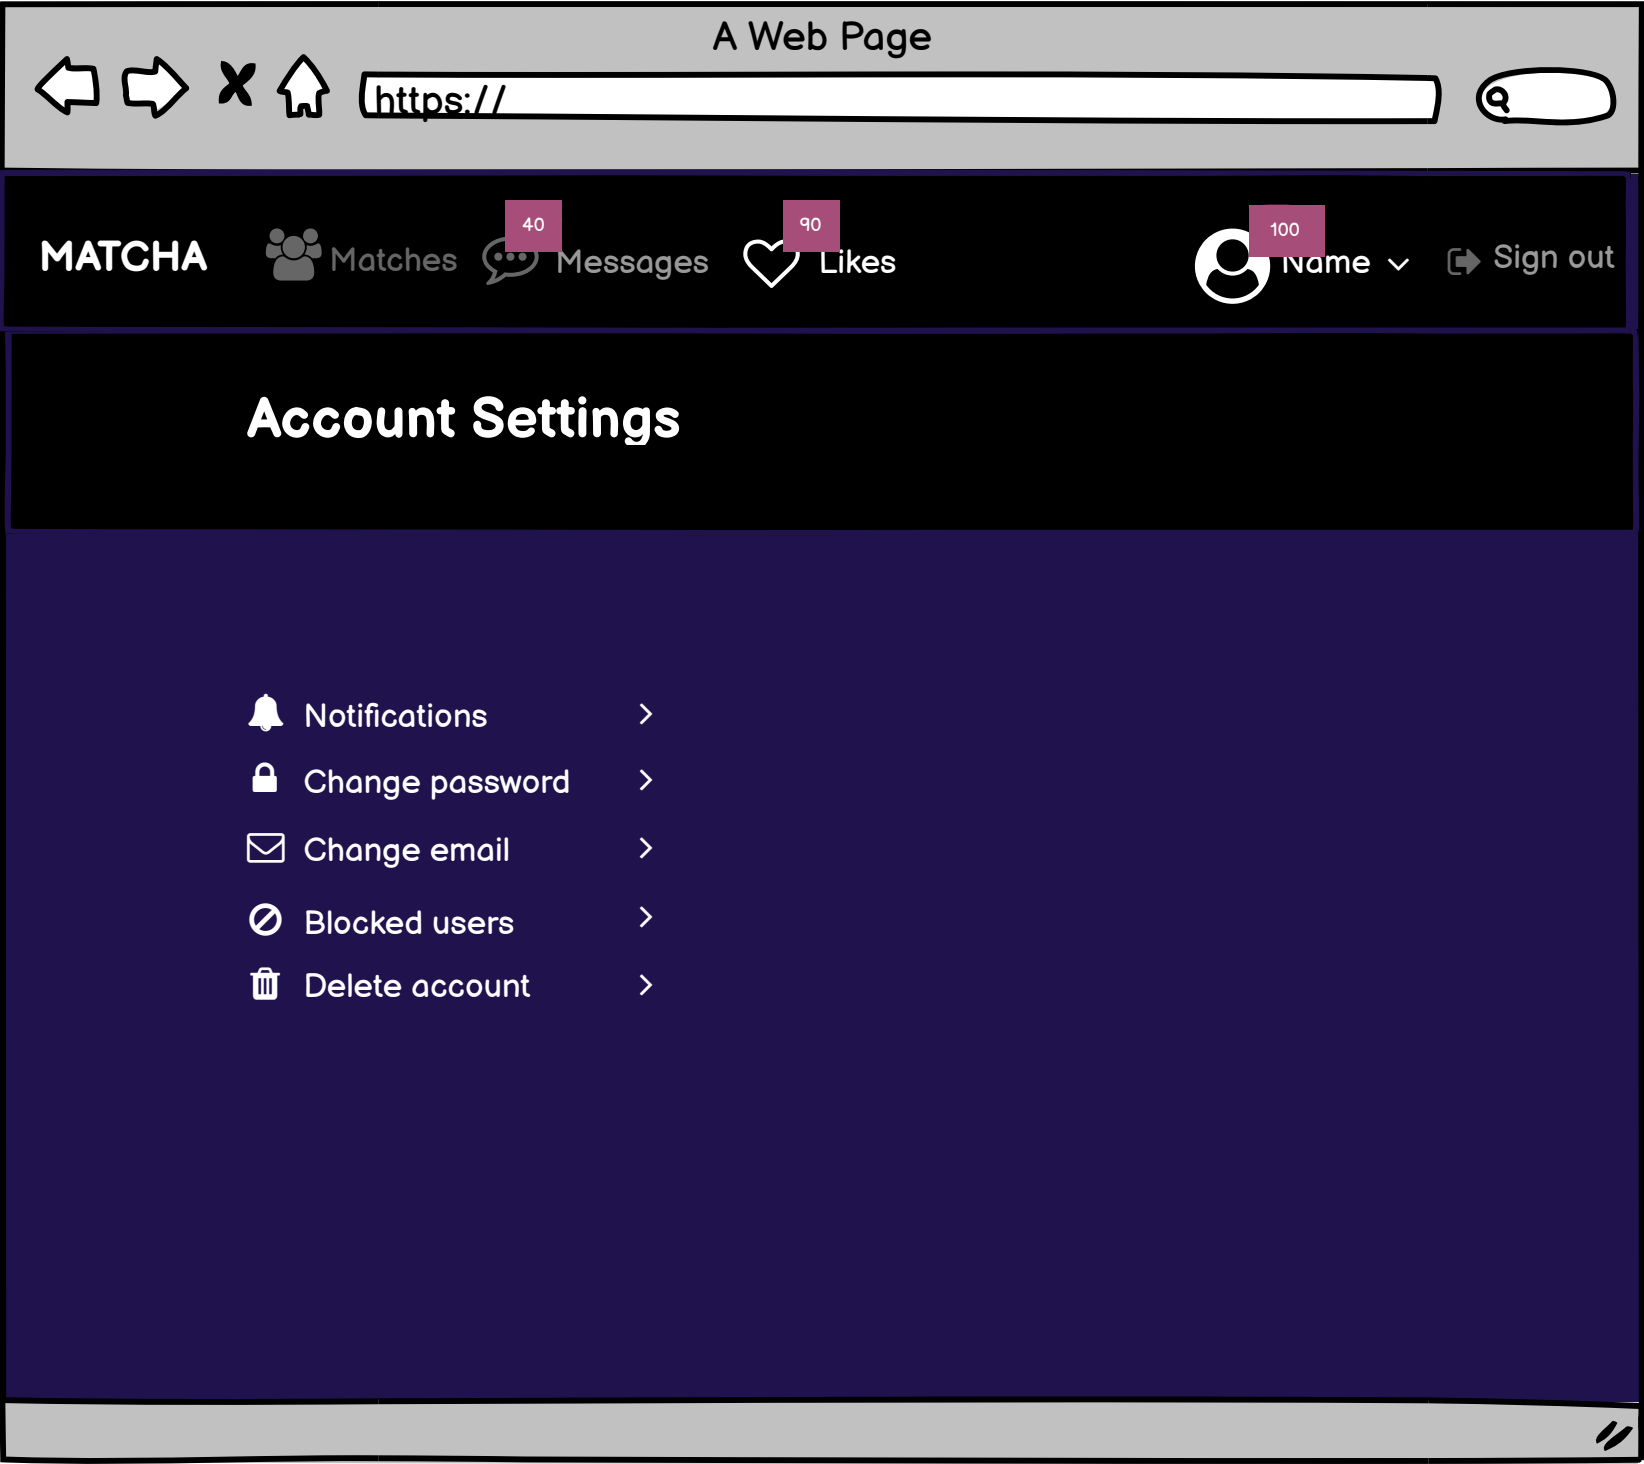 A Web Page
https://
MATCHA
Matches
40
Messages
90
Likes
100
Name
Sign out
Account Settings
Notifications
Change password
Change email
Blocked users
Delete account